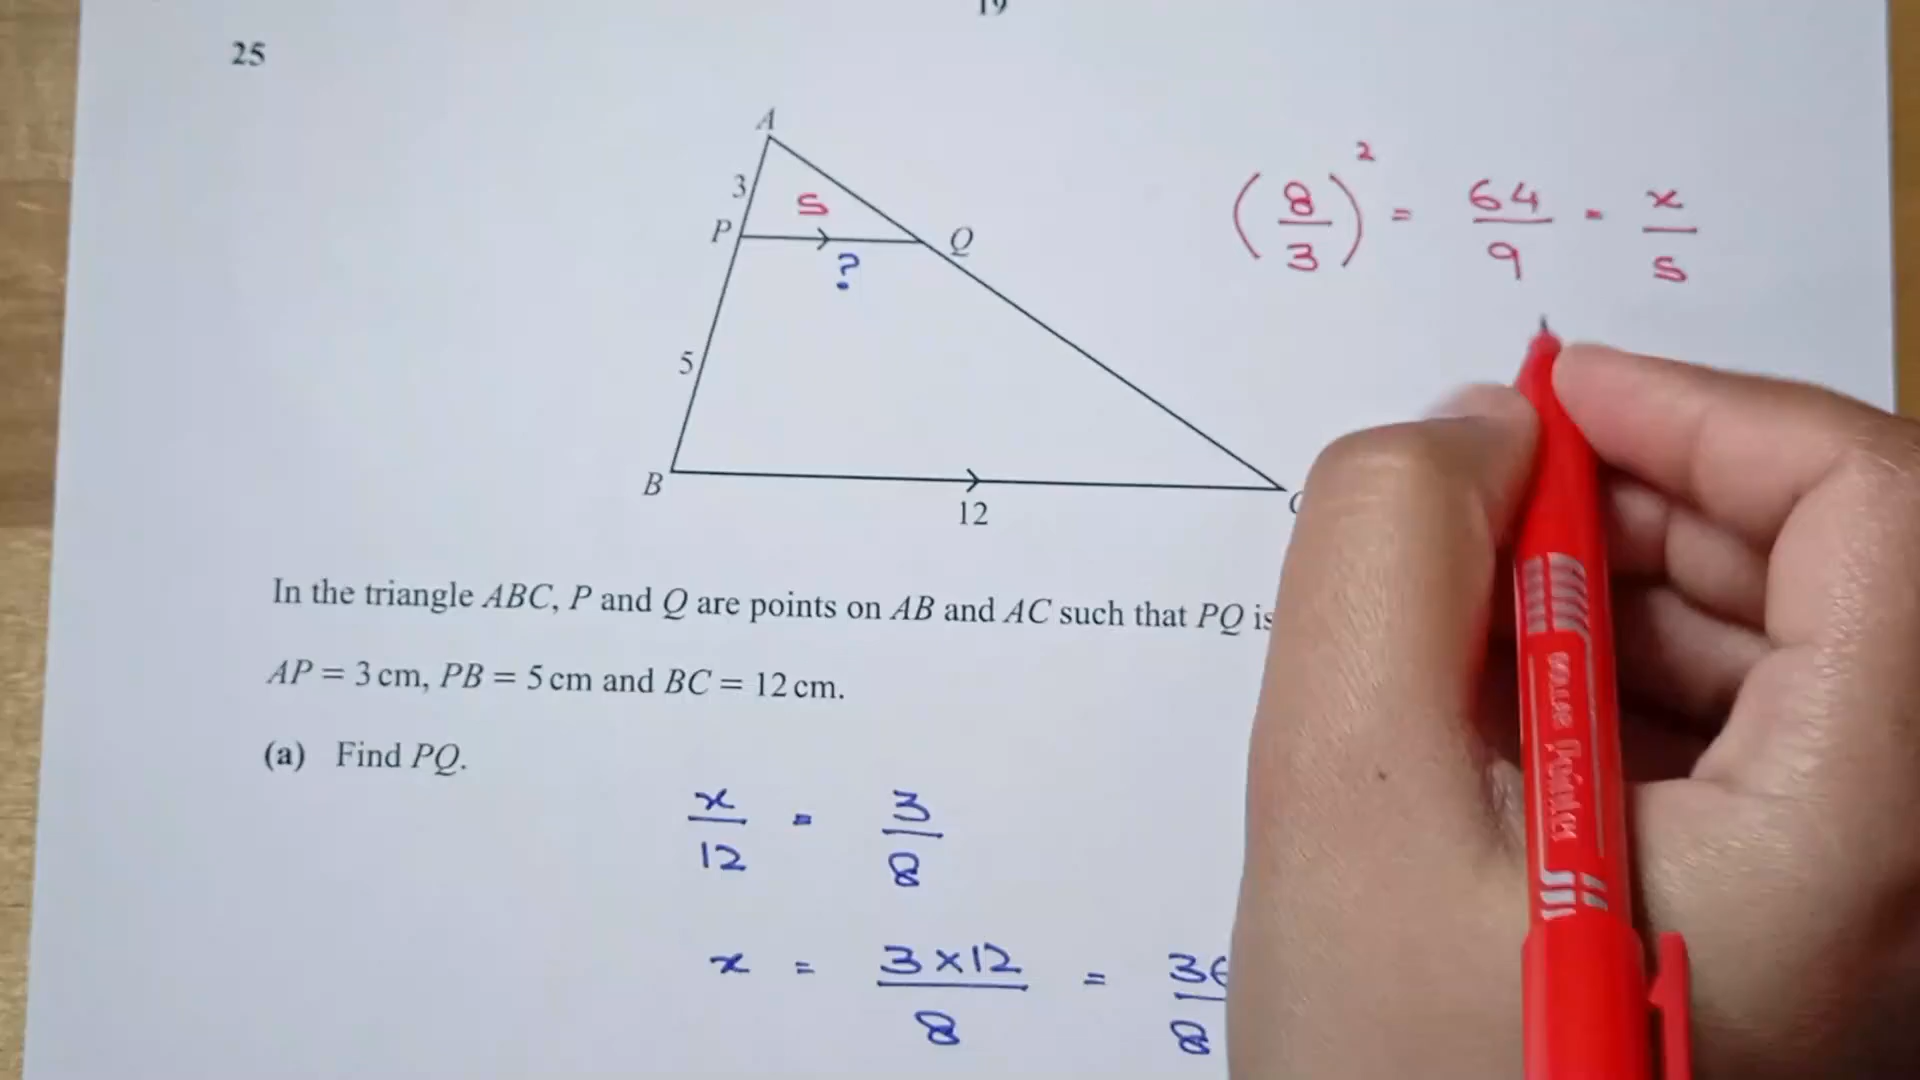 19
25
A
3
S
P
Q
?
5
B
12
( 8/3 )² = 64/9 = x/s
In the triangle ABC, P and Q are points on AB and AC such that PQ is
AP = 3 cm, PB = 5 cm and BC = 12 cm.
(a) Find PQ.
x/12 = 3/8
x = 3 × 12/8 = 36/8